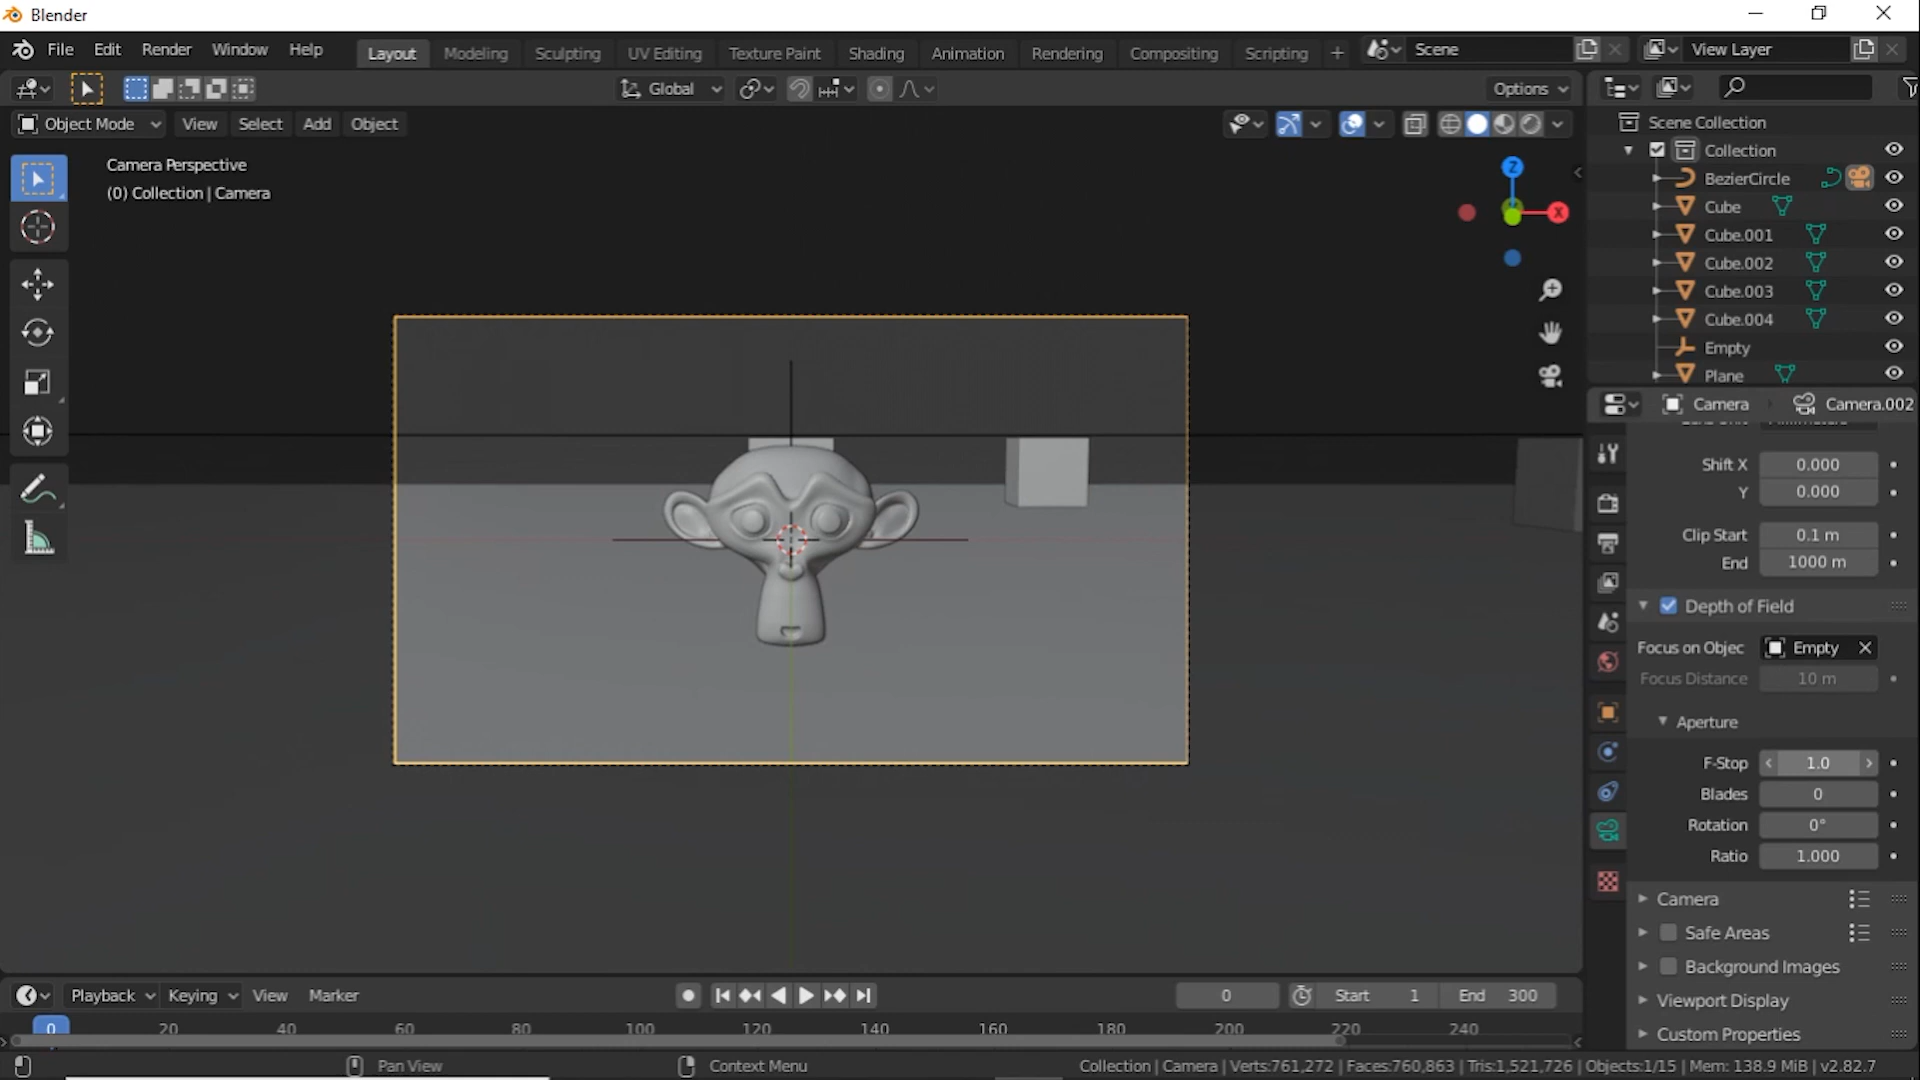 Blender
File Edit Render Window Help Layout Modeling Sculpting UV Editing Texture Paint Shading Animation Rendering Compositing Scripting + Scene View Layer
Global Options
Object Mode View Select Add Object
Camera Perspective
(0) Collection | Camera
Z
X
Scene Collection
Collection
BezierCircle
Cube
Cube.001
Cube.002
Cube.003
Cube.004
Empty
Plane
Camera Camera.002
Shift X 0.000
Y 0.000
Clip Start 0.1 m
End 1000 m
Depth of Field
Focus on Objec Empty
Focus Distance 10 m
Aperture
F-Stop 1.0
Blades 0
Rotation 0°
Ratio 1.000
Camera
Safe Areas
Background Images
Viewport Display
Custom Properties
Playback Keying View Marker 0 Start 1 End 300
0 20 40 60 80 100 120 140 160 180 200 220 240
Pan View Context Menu Collection | Camera | Verts:761,272 | Faces:760,863 | Tris:1,521,726 | Objects:1/15 | Mem: 138.9 MiB | v2.82.7